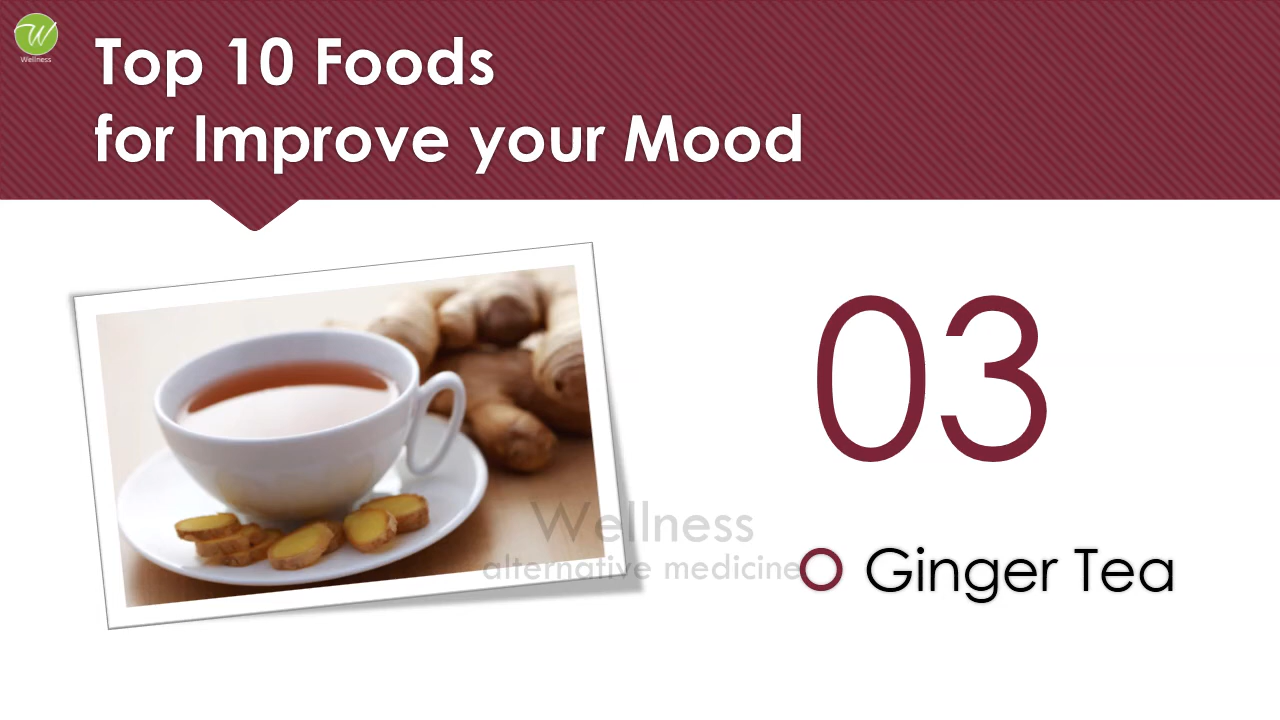 W
Wellness
Top 10 Foods
for Improve your Mood
03
Wellness
alternative medicine
Ginger Tea